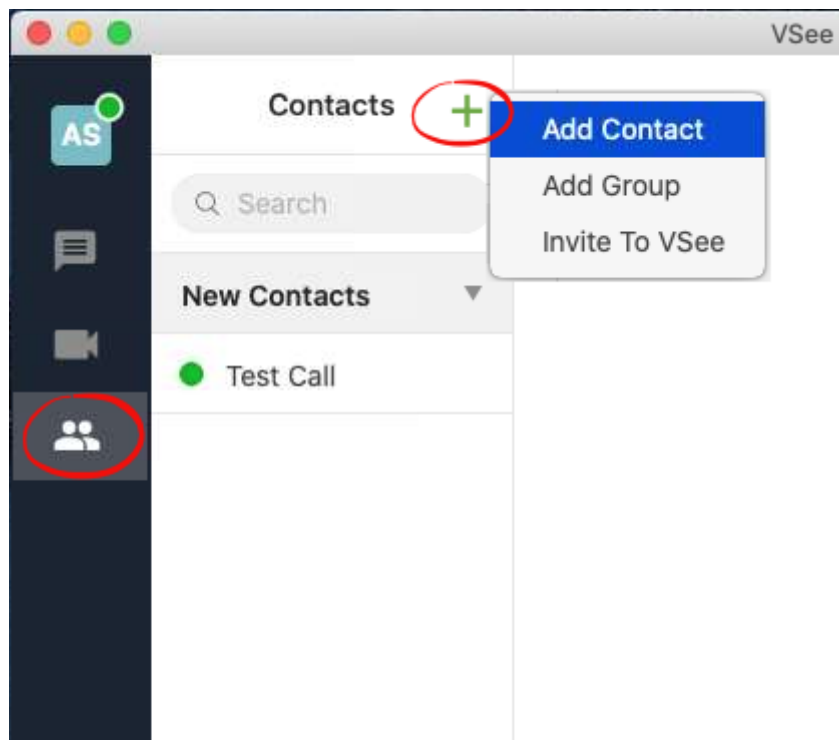 VSee
AS
Contacts
Add Contact
Add Group
Invite To VSee
Search
New Contacts
Test Call